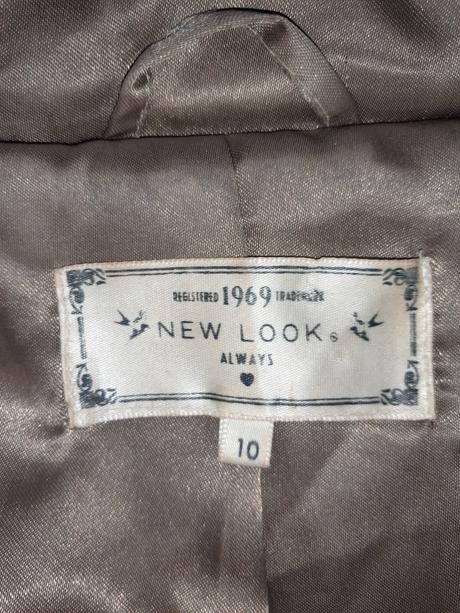 REGISTERED 1969 TRADEMARK
NEW LOOK®
ALWAYS
10